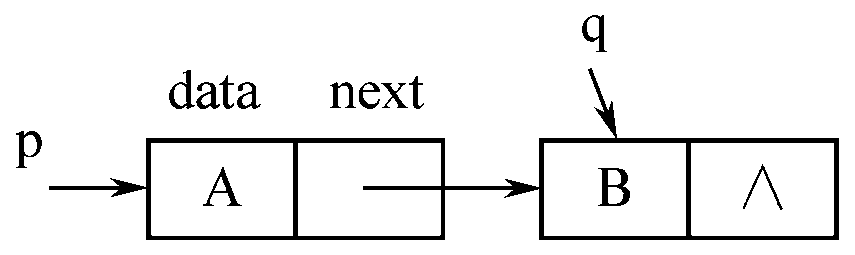 q
data next
p
A B ∧